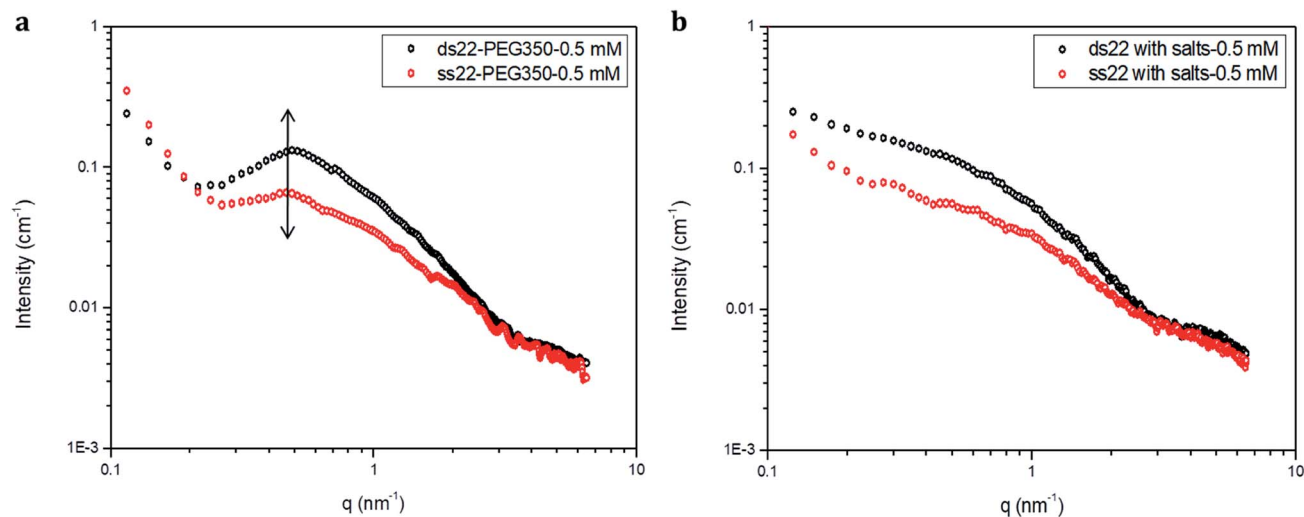 a
ds22-PEG350-0.5 mM
ss22-PEG350-0.5 mM
1
0.1
0.01
1E-3
Intensity (cm⁻¹)
0.1 1 10
q (nm⁻¹)
b
ds22 with salts-0.5 mM
ss22 with salts-0.5 mM
1
0.1
0.01
1E-3
Intensity (cm⁻¹)
0.1 1 10
q (nm⁻¹)